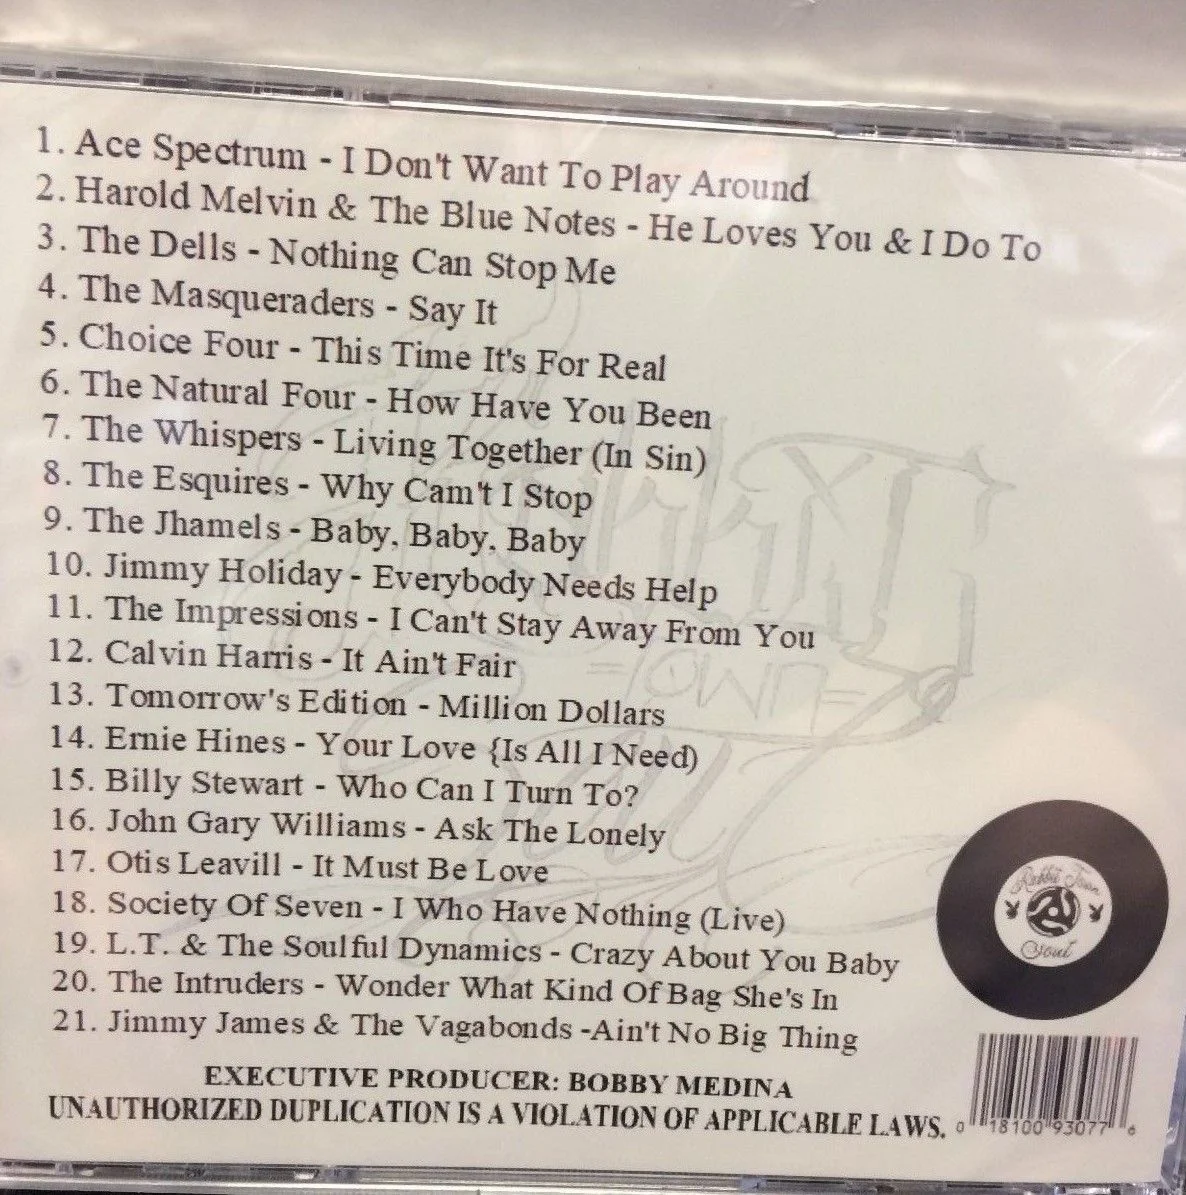 1. Ace Spectrum - I Don't Want To Play Around
2. Harold Melvin & The Blue Notes - He Loves You & I Do To
3. The Dells - Nothing Can Stop Me
4. The Masqueraders - Say It
5. Choice Four - This Time It's For Real
6. The Natural Four - How Have You Been
7. The Whispers - Living Together (In Sin)
8. The Esquires - Why Cam't I Stop
9. The Jhamels - Baby, Baby, Baby
10. Jimmy Holiday - Everybody Needs Help
11. The Impressions - I Can't Stay Away From You
12. Calvin Harris - It Ain't Fair
13. Tomorrow's Edition - Million Dollars
14. Ernie Hines - Your Love {Is All I Need)
15. Billy Stewart - Who Can I Turn To?
16. John Gary Williams - Ask The Lonely
17. Otis Leavill - It Must Be Love
18. Society Of Seven - I Who Have Nothing (Live)
19. L.T. & The Soulful Dynamics - Crazy About You Baby
20. The Intruders - Wonder What Kind Of Bag She's In
21. Jimmy James & The Vagabonds -Ain't No Big Thing
Town
Soul
EXECUTIVE PRODUCER: BOBBY MEDINA
UNAUTHORIZED DUPLICATION IS A VIOLATION OF APPLICABLE LAWS.
0 18100 93077 6